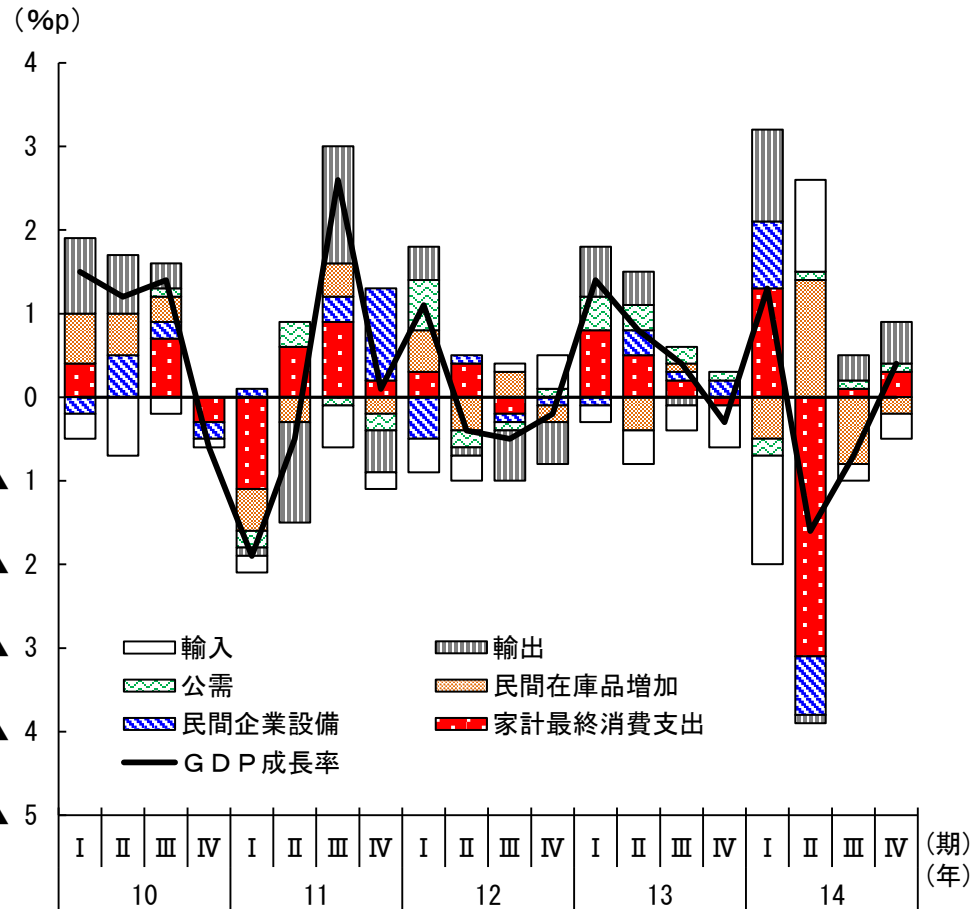 (%p)
4
3
2
1
0
▲ 1
▲ 2
▲ 3
▲ 4
▲ 5
輸入 輸出
公需 民間在庫品増加
民間企業設備 家計最終消費支出
GDP成長率
Ⅰ Ⅱ Ⅲ Ⅳ Ⅰ Ⅱ Ⅲ Ⅳ Ⅰ Ⅱ Ⅲ Ⅳ Ⅰ Ⅱ Ⅲ Ⅳ Ⅰ Ⅱ Ⅲ Ⅳ (期)
10 11 12 13 14 (年)